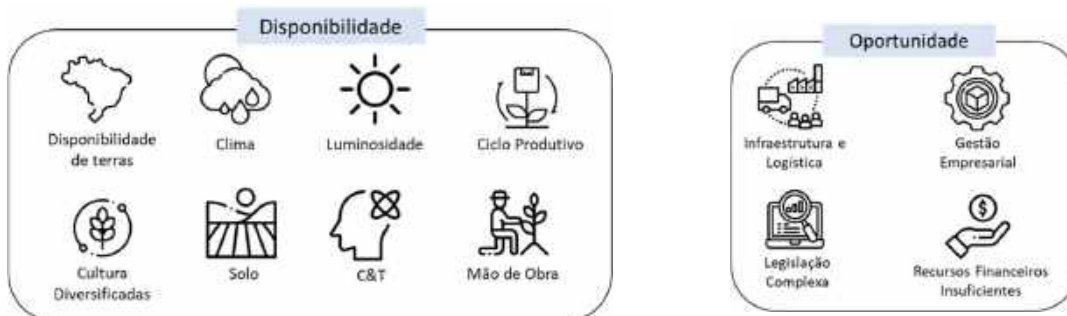 Disponibilidade
Disponibilidade
de terras
Clima
Luminosidade
Ciclo Produtivo
Cultura
Diversificadas
Solo
C&T
Mão de Obra
Oportunidade
Infraestrutura e
Logística
Gestão
Empresarial
Legislação
Complexa
Recursos Financeiros
Insuficientes